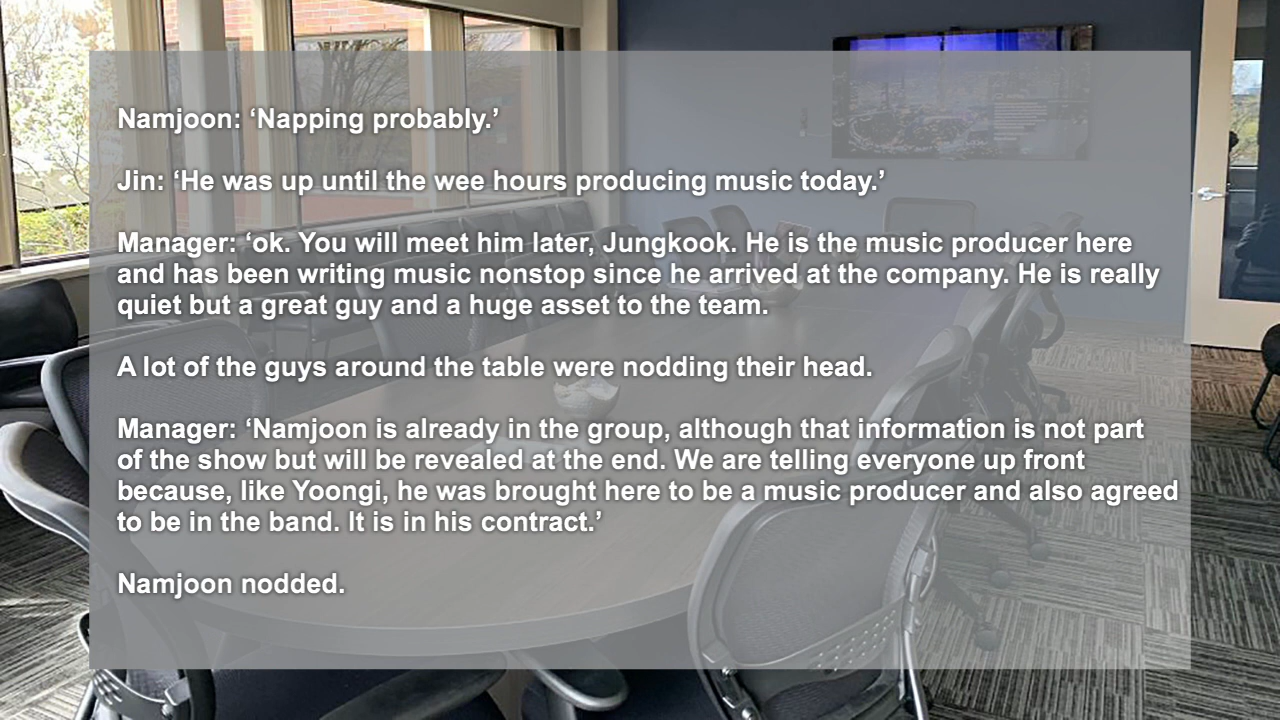 Namjoon: ‘Napping probably.’
Jin: ‘He was up until the wee hours producing music today.’
Manager: ‘ok. You will meet him later, Jungkook. He is the music producer here
and has been writing music nonstop since he arrived at the company. He is really
quiet but a great guy and a huge asset to the team.
A lot of the guys around the table were nodding their head.
Manager: ‘Namjoon is already in the group, although that information is not part
of the show but will be revealed at the end. We are telling everyone up front
because, like Yoongi, he was brought here to be a music producer and also agreed
to be in the band. It is in his contract.’
Namjoon nodded.